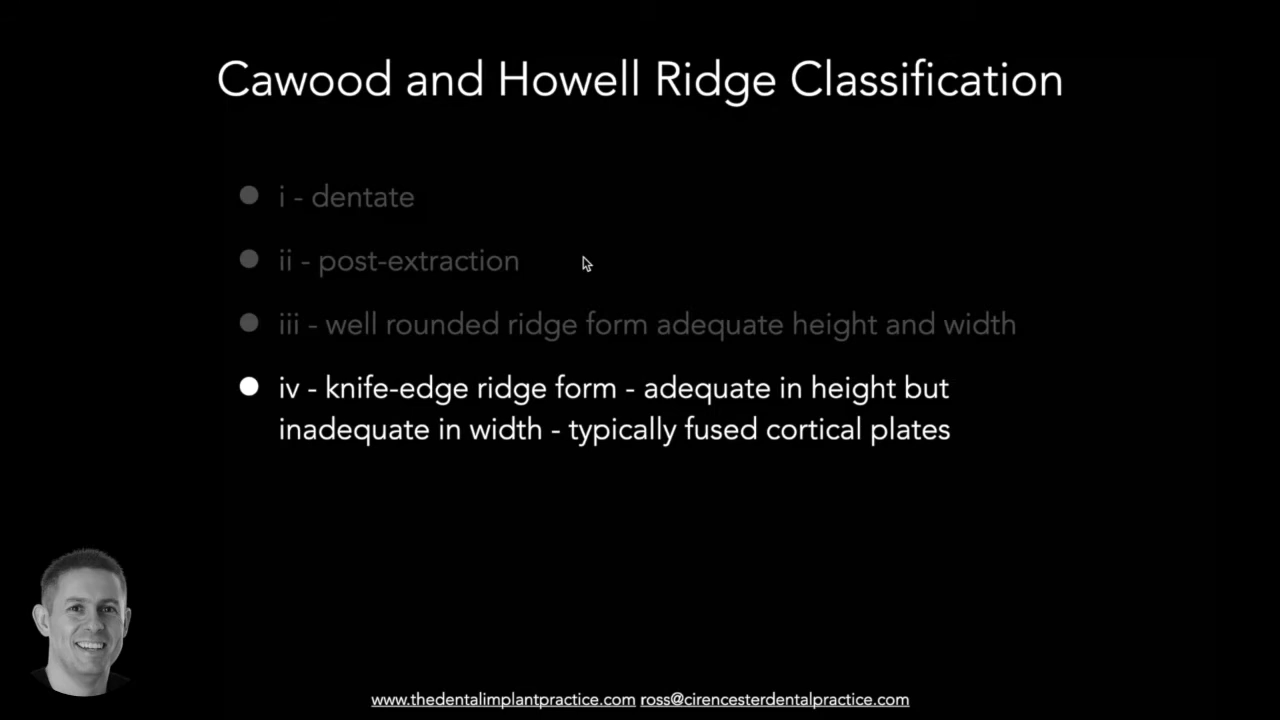 Cawood and Howell Ridge Classification
i - dentate
ii - post-extraction
iii - well rounded ridge form adequate height and width
iv - knife-edge ridge form - adequate in height but
inadequate in width - typically fused cortical plates
www.thedentalimplantpractice.com ross@cirencesterdentalpractice.com